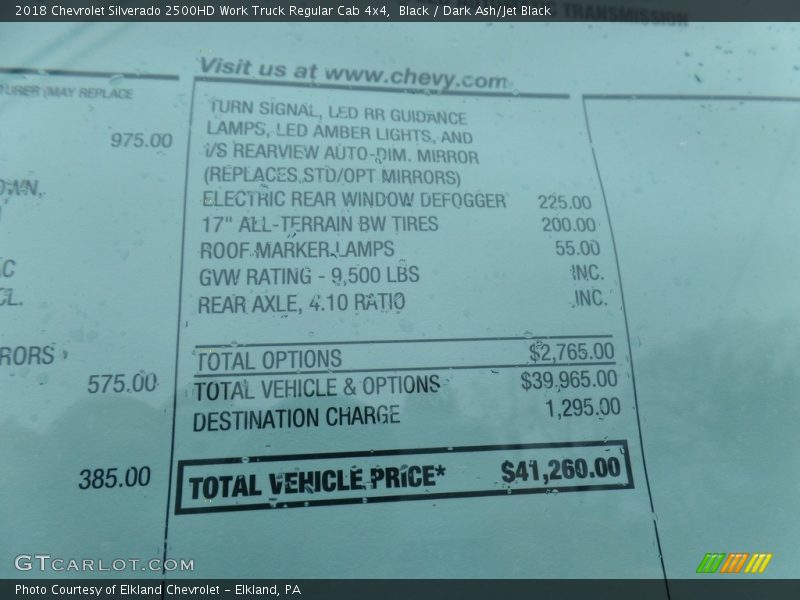 2018 Chevrolet Silverado 2500HD Work Truck Regular Cab 4x4, Black / Dark Ash/Jet Black
TRANSMISSION
Visit us at www.chevy.com
URER (MAY REPLACE
975.00
OWN,
RORS
575.00
385.00
TURN SIGNAL, LED RR GUIDANCE
LAMPS, LED AMBER LIGHTS, AND
I/S REARVIEW AUTO-DIM. MIRROR
(REPLACES STD/OPT MIRRORS)
ELECTRIC REAR WINDOW DEFOGGER 225.00
17" ALL-TERRAIN BW TIRES 200.00
ROOF MARKER LAMPS 55.00
GVW RATING - 9,500 LBS INC.
REAR AXLE, 4.10 RATIO INC.
TOTAL OPTIONS $2,765.00
TOTAL VEHICLE & OPTIONS $39,965.00
DESTINATION CHARGE 1,295.00
TOTAL VEHICLE PRICE* $41,260.00
GTCARLOT.COM
Photo Courtesy of Elkland Chevrolet - Elkland, PA